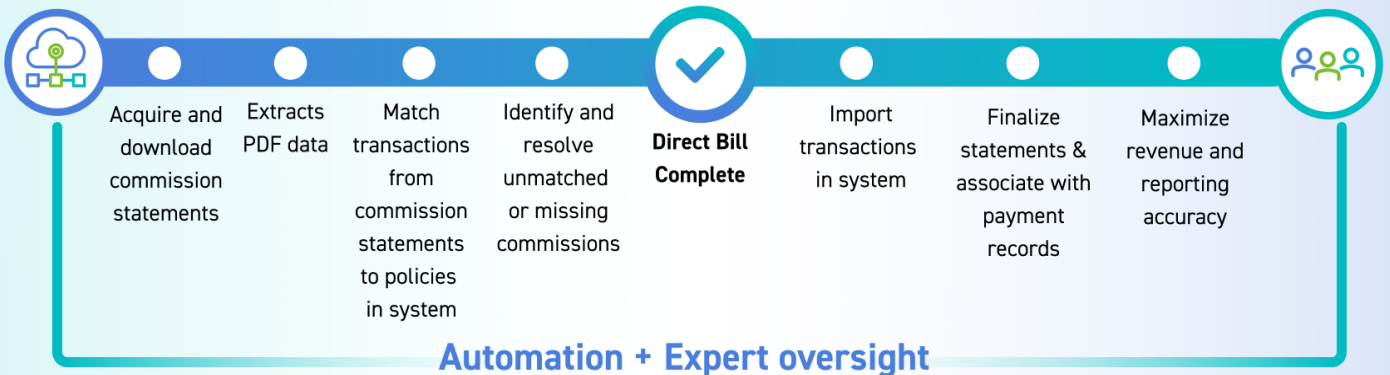 Acquire and
download
commission
statements
Extracts
PDF data
Match
transactions
from
commission
statements
to policies
in system
Identify and
resolve
unmatched
or missing
commissions
Direct Bill
Complete
Import
transactions
in system
Finalize
statements &
associate with
payment
records
Maximize
revenue and
reporting
accuracy
Automation + Expert oversight